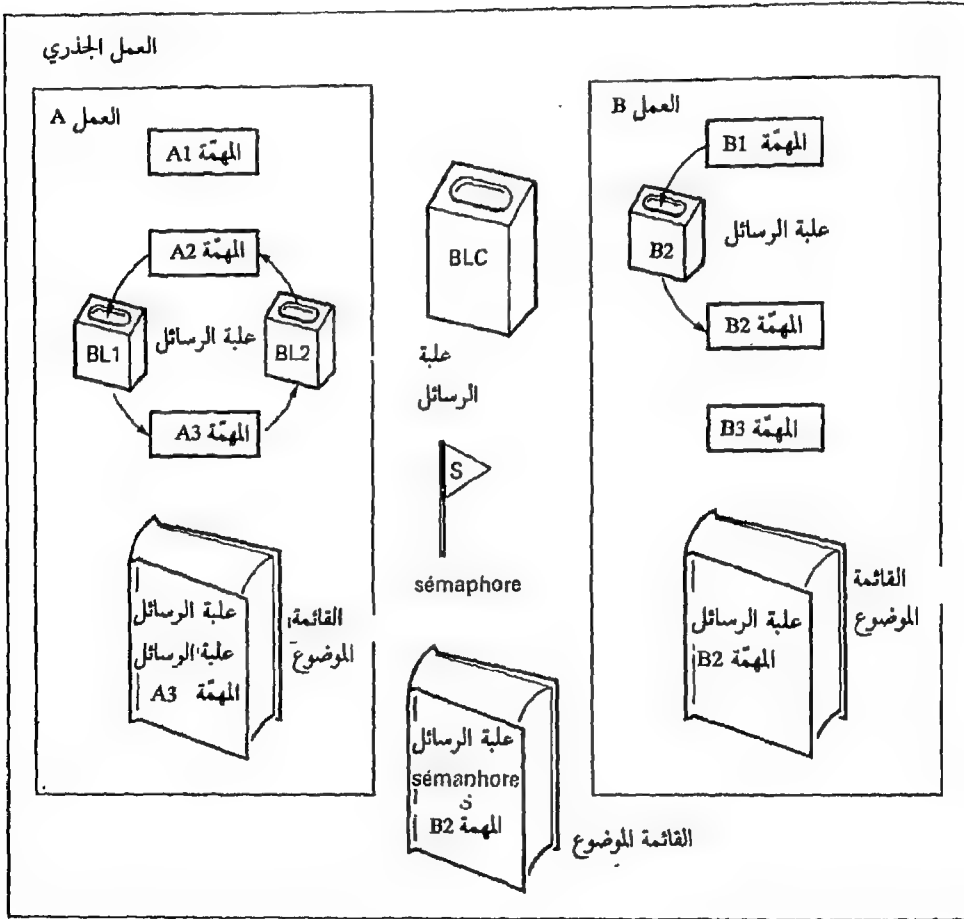 العمل الجذري
العمل A
المهمّة A1
المهمّة A2
BL1
علبة الرسائل
BL2
المهمّة A3
علبة الرسائل
علبة الرسائل
المهمّة A3
القائمة
الموضوع
BLC
علبة
الرسائل
S
sémaphore
علبة الرسائل
sémaphore
S
المهمة B2
القائمة الموضوع
العمل B
المهمّة B1
B2
علبة الرسائل
المهمّة B2
المهمّة B3
علبة الرسائل
المهمّة B2
القائمة
الموضوع